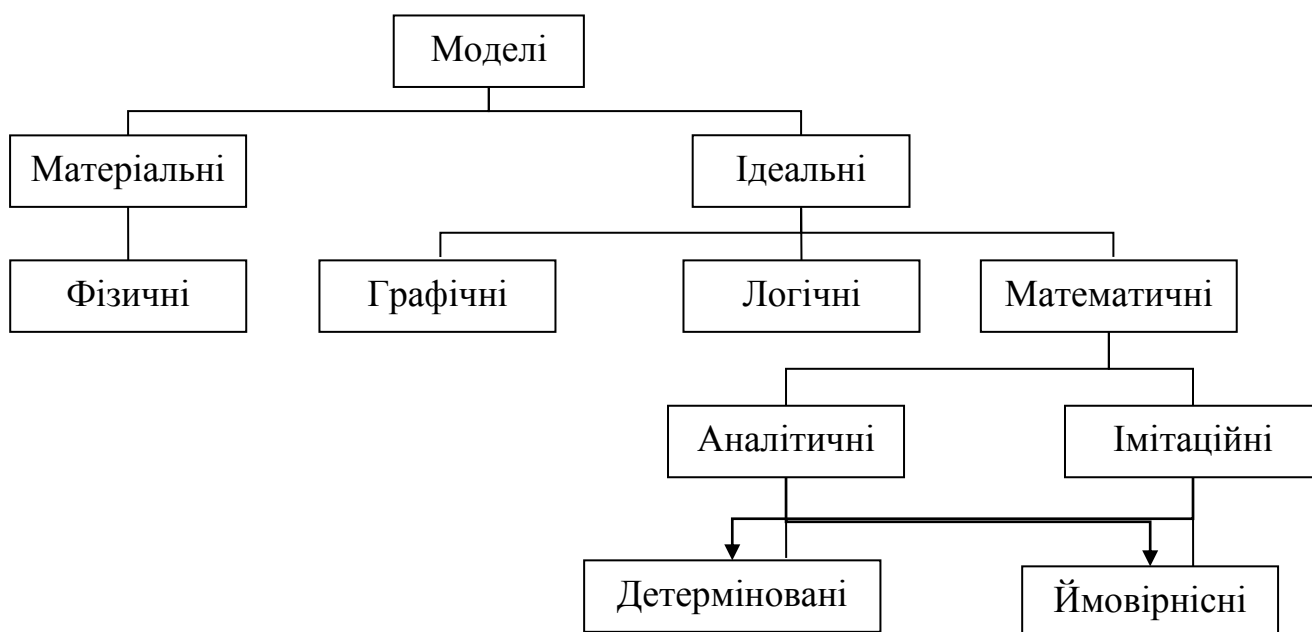 Моделі
Матеріальні
Ідеальні
Фізичні
Графічні
Логічні
Математичні
Аналітичні
Імітаційні
Детерміновані
Ймовірнісні